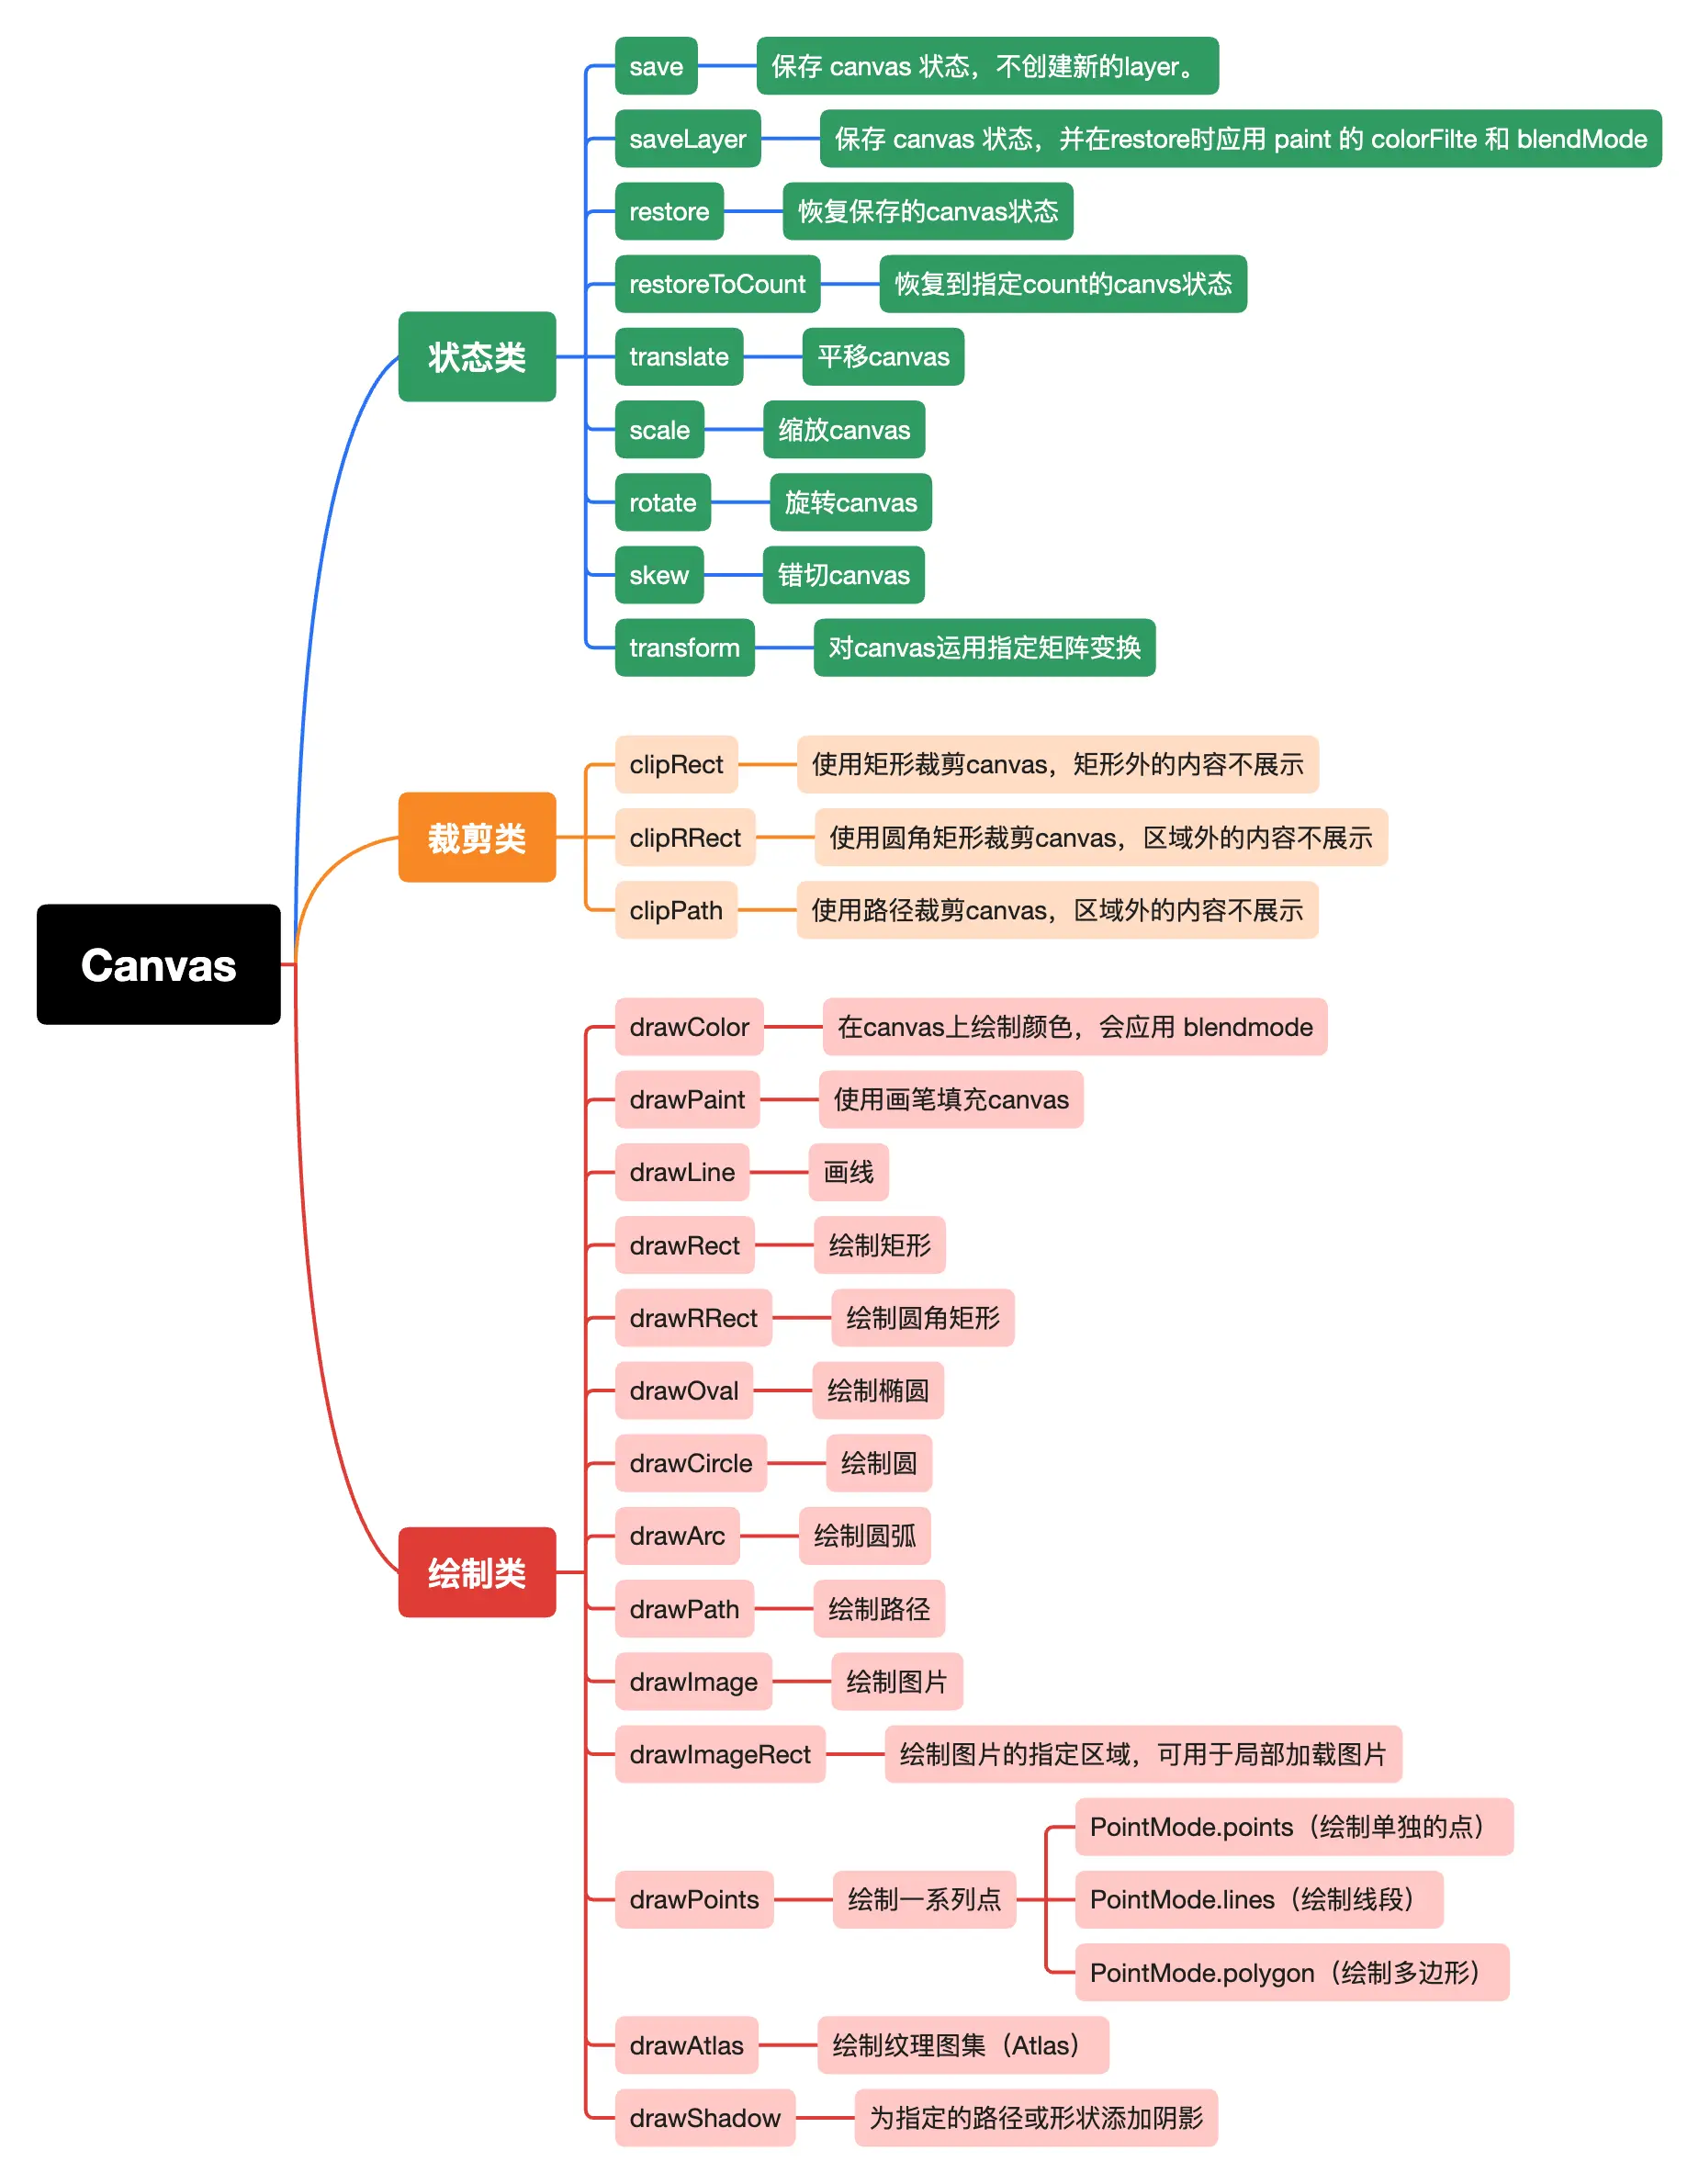 Canvas
状态类
save
保存 canvas 状态，不创建新的layer。
saveLayer
保存 canvas 状态，并在restore时应用 paint 的 colorFilte 和 blendMode
restore
恢复保存的canvas状态
restoreToCount
恢复到指定count的canvs状态
translate
平移canvas
scale
缩放canvas
rotate
旋转canvas
skew
错切canvas
transform
对canvas运用指定矩阵变换
裁剪类
clipRect
使用矩形裁剪canvas，矩形外的内容不展示
clipRRect
使用圆角矩形裁剪canvas，区域外的内容不展示
clipPath
使用路径裁剪canvas，区域外的内容不展示
绘制类
drawColor
在canvas上绘制颜色，会应用 blendmode
drawPaint
使用画笔填充canvas
drawLine
画线
drawRect
绘制矩形
drawRRect
绘制圆角矩形
drawOval
绘制椭圆
drawCircle
绘制圆
drawArc
绘制圆弧
drawPath
绘制路径
drawImage
绘制图片
drawImageRect
绘制图片的指定区域，可用于局部加载图片
drawPoints
绘制一系列点
PointMode.points（绘制单独的点）
PointMode.lines（绘制线段）
PointMode.polygon（绘制多边形）
drawAtlas
绘制纹理图集（Atlas）
drawShadow
为指定的路径或形状添加阴影